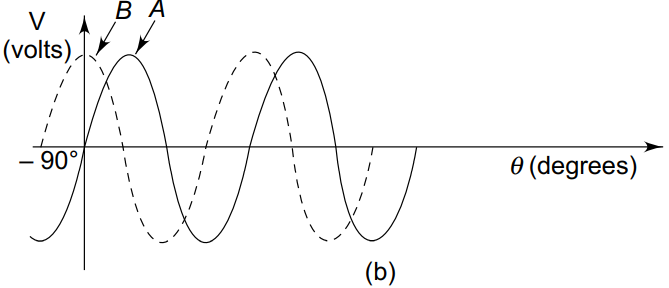 B A
V
(volts)
– 90°
θ (degrees)
(b)